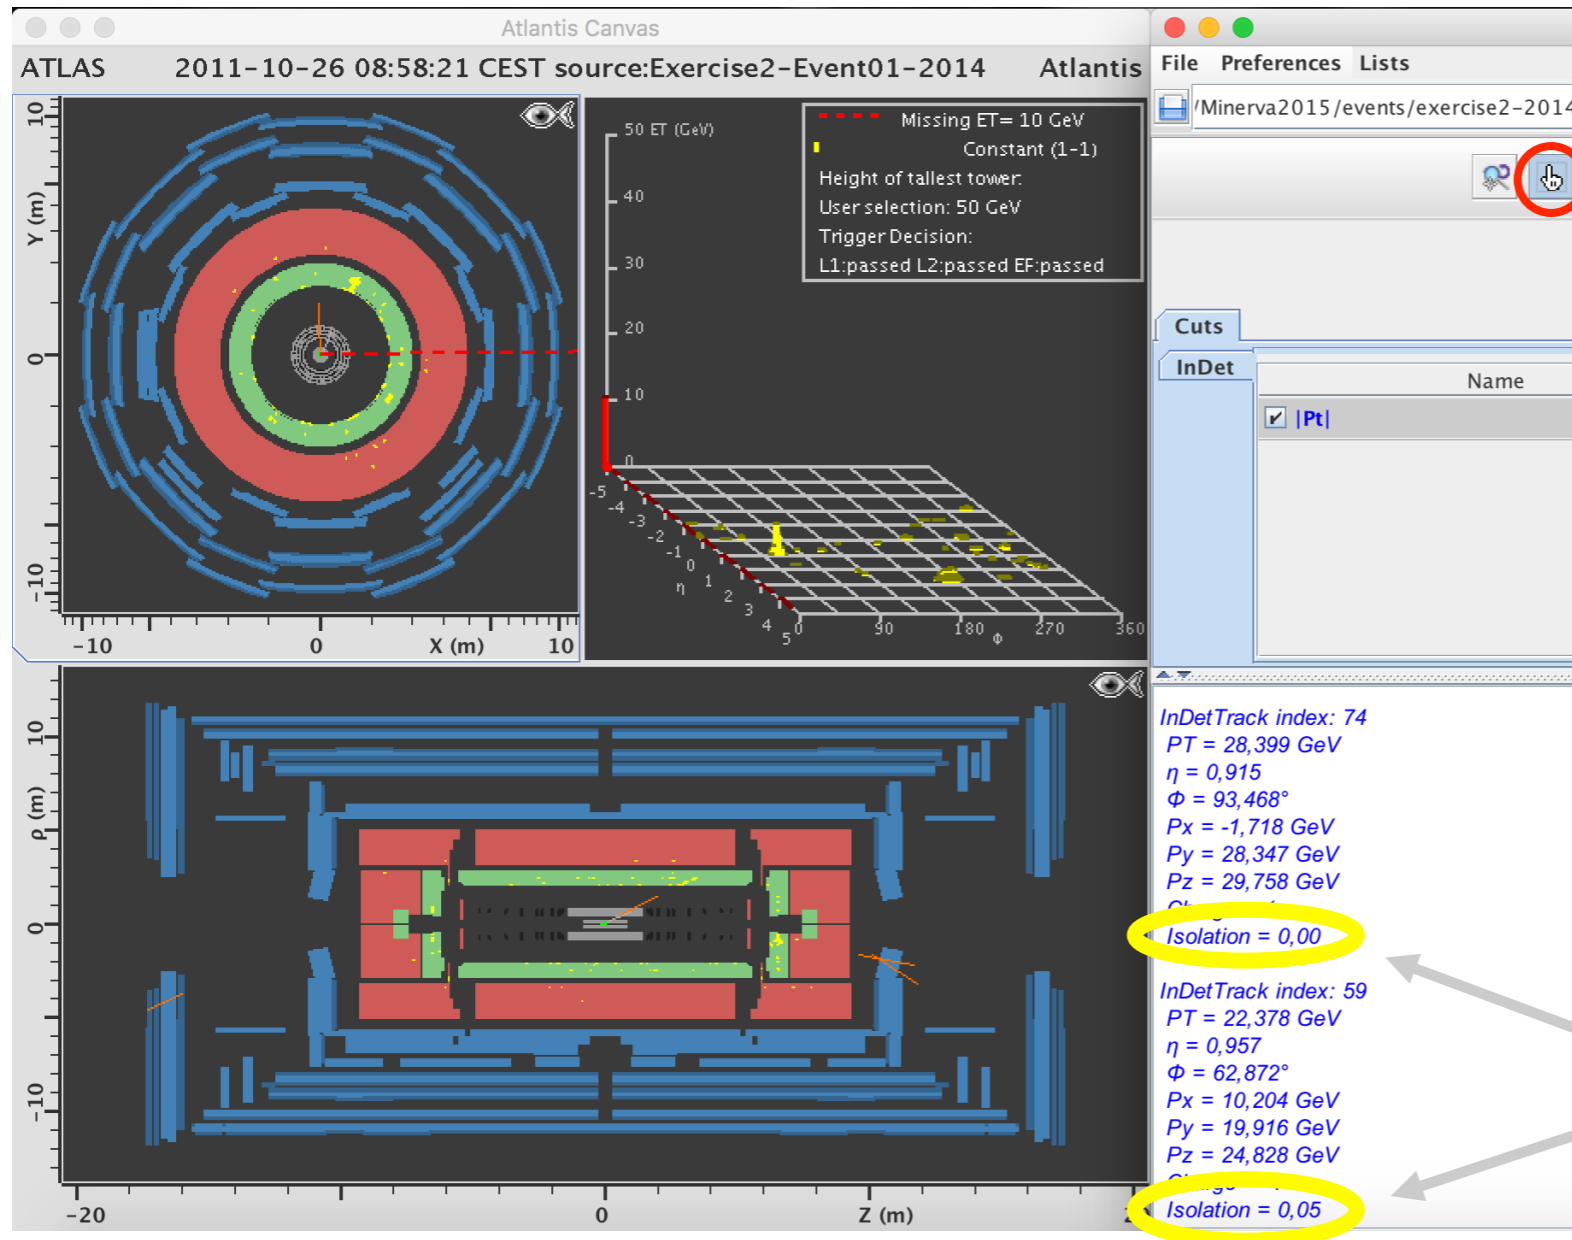 Atlantis Canvas
ATLAS 2011-10-26 08:58:21 CEST source:Exercise2-Event01-2014 Atlantis
10
0
-10
Y (m)
-10 0 X (m) 10
50 ET (GeV)
40
30
20
10
0
Missing ET= 10 GeV
Constant (1-1)
Height of tallest tower:
User selection: 50 GeV
Trigger Decision:
L1:passed L2:passed EF:passed
-5
-4
-3
-2
-1
0
1
2
3
4
5
η
0 90 180 Φ 270 360
10
0
-10
ρ (m)
-20 0 Z (m)
File Preferences Lists
/Minerva2015/events/exercise2-2014
Cuts
InDet
Name
|Pt|
InDetTrack index: 74
PT = 28,399 GeV
η = 0,915
Φ = 93,468°
Px = -1,718 GeV
Py = 28,347 GeV
Pz = 29,758 GeV
Isolation = 0,00
InDetTrack index: 59
PT = 22,378 GeV
η = 0,957
Φ = 62,872°
Px = 10,204 GeV
Py = 19,916 GeV
Pz = 24,828 GeV
Isolation = 0,05